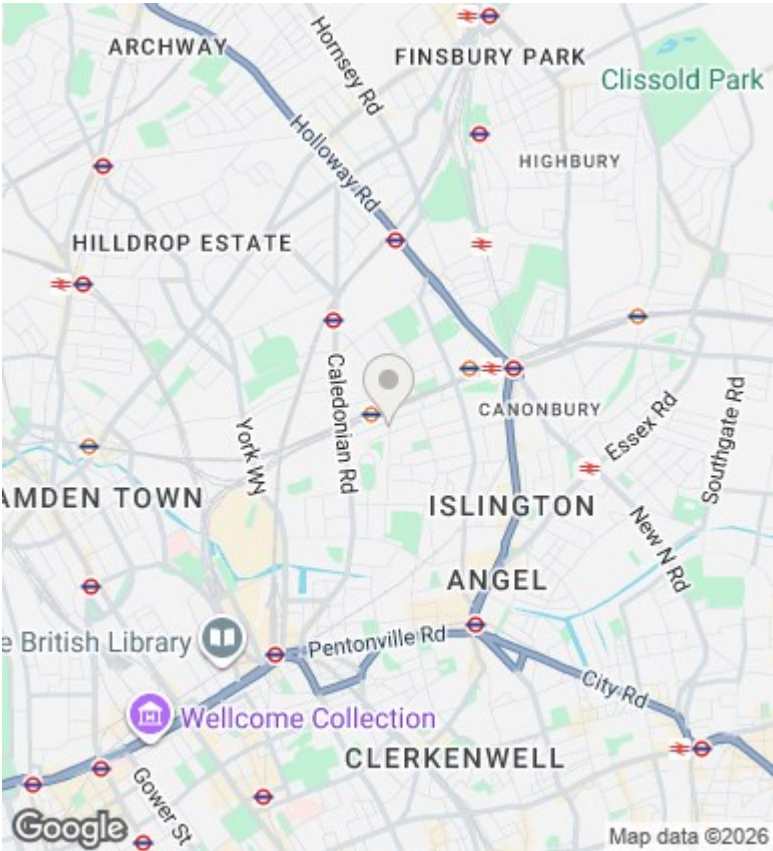 ARCHWAY
Hornsey Rd
FINSBURY PARK
Clissold Park
Holloway Rd
HIGHBURY
HILLDROP ESTATE
Caledonian Rd
CANONBURY
Essex Rd
Southgate Rd
York Wy
AMDEN TOWN
ISLINGTON
New N Rd
ANGEL
e British Library
Pentonville Rd
City Rd
Wellcome Collection
CLERKENWELL
Gower St
Google
Map data ©2026